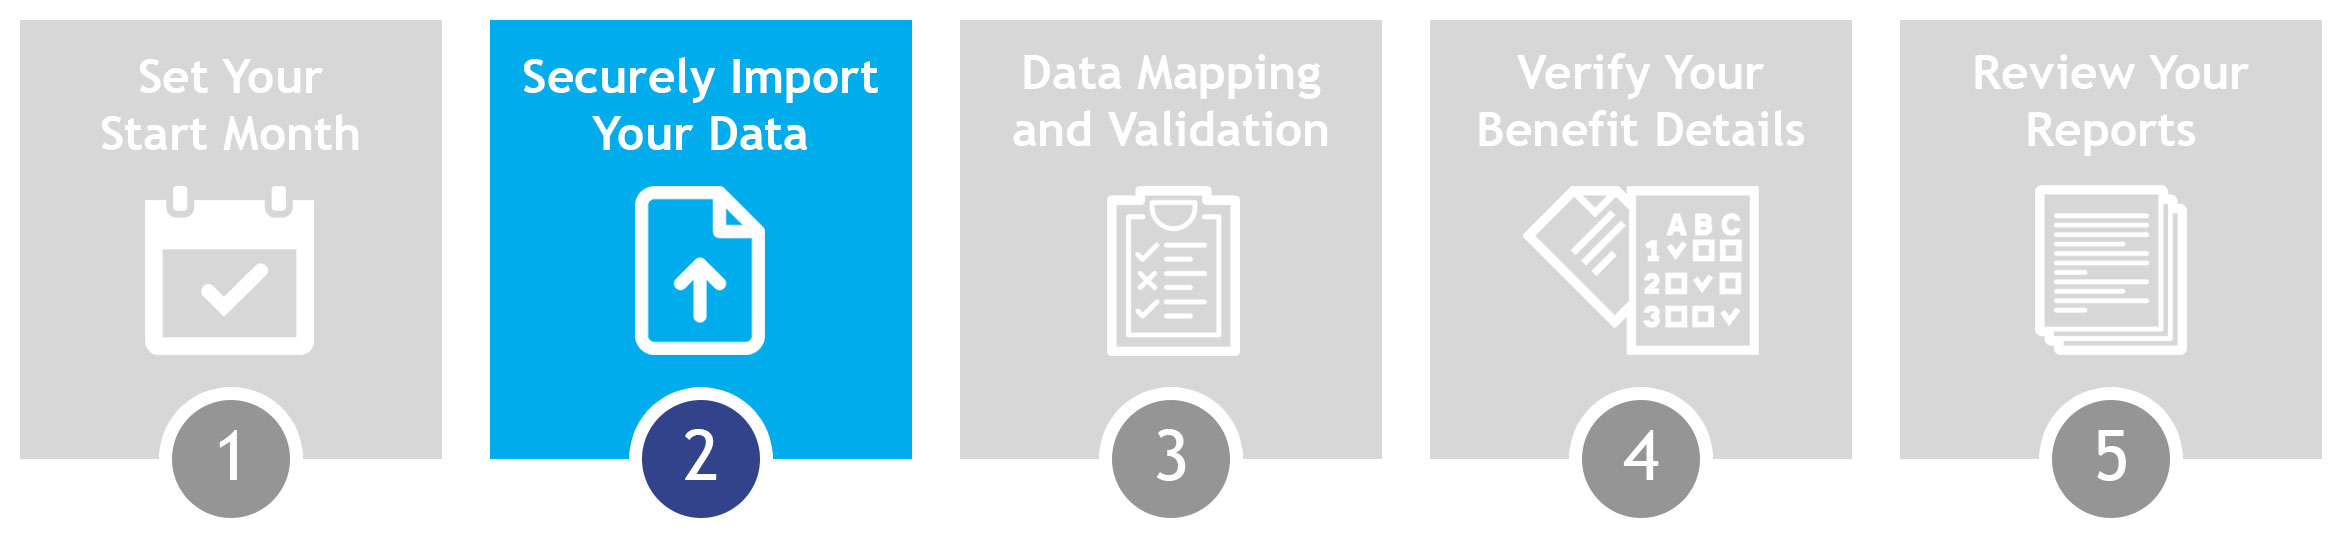 Set Your
Start Month
1
Securely Import
Your Data
2
Data Mapping
and Validation
3
Verify Your
Benefit Details
A B C
1
2
3
4
Review Your
Reports
5